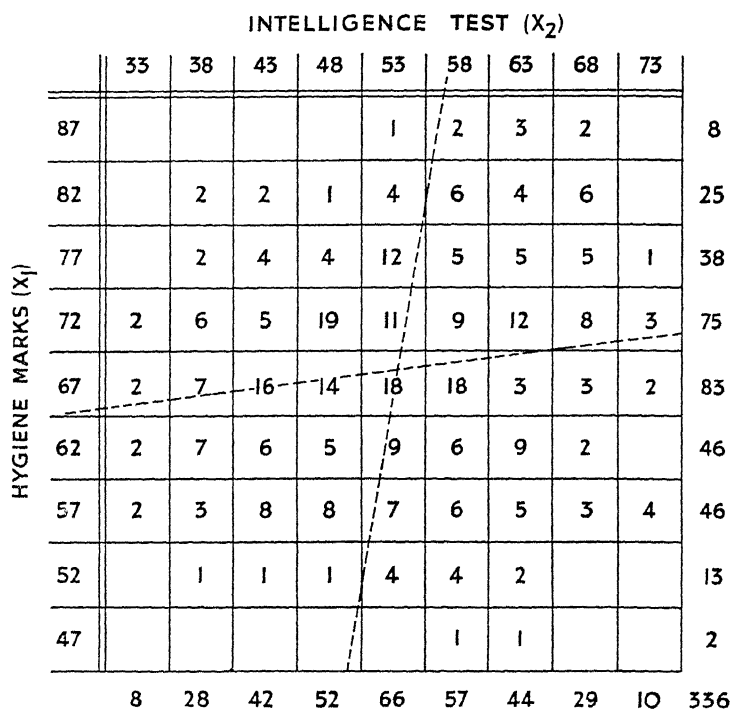 INTELLIGENCE TEST (X2)
33 38 43 48 53 58 63 68 73
87 1 2 3 2 8
82 2 2 1 4 6 4 6 25
77 2 4 4 12 5 5 5 1 38
72 2 6 5 19 11 9 12 8 3 75
67 2 7 16 14 18 18 3 3 2 83
62 2 7 6 5 9 6 9 2 46
57 2 3 8 8 7 6 5 3 4 46
52 1 1 1 4 4 2 13
47 1 1 2
8 28 42 52 66 57 44 29 10 336
HYGIENE MARKS (X1)